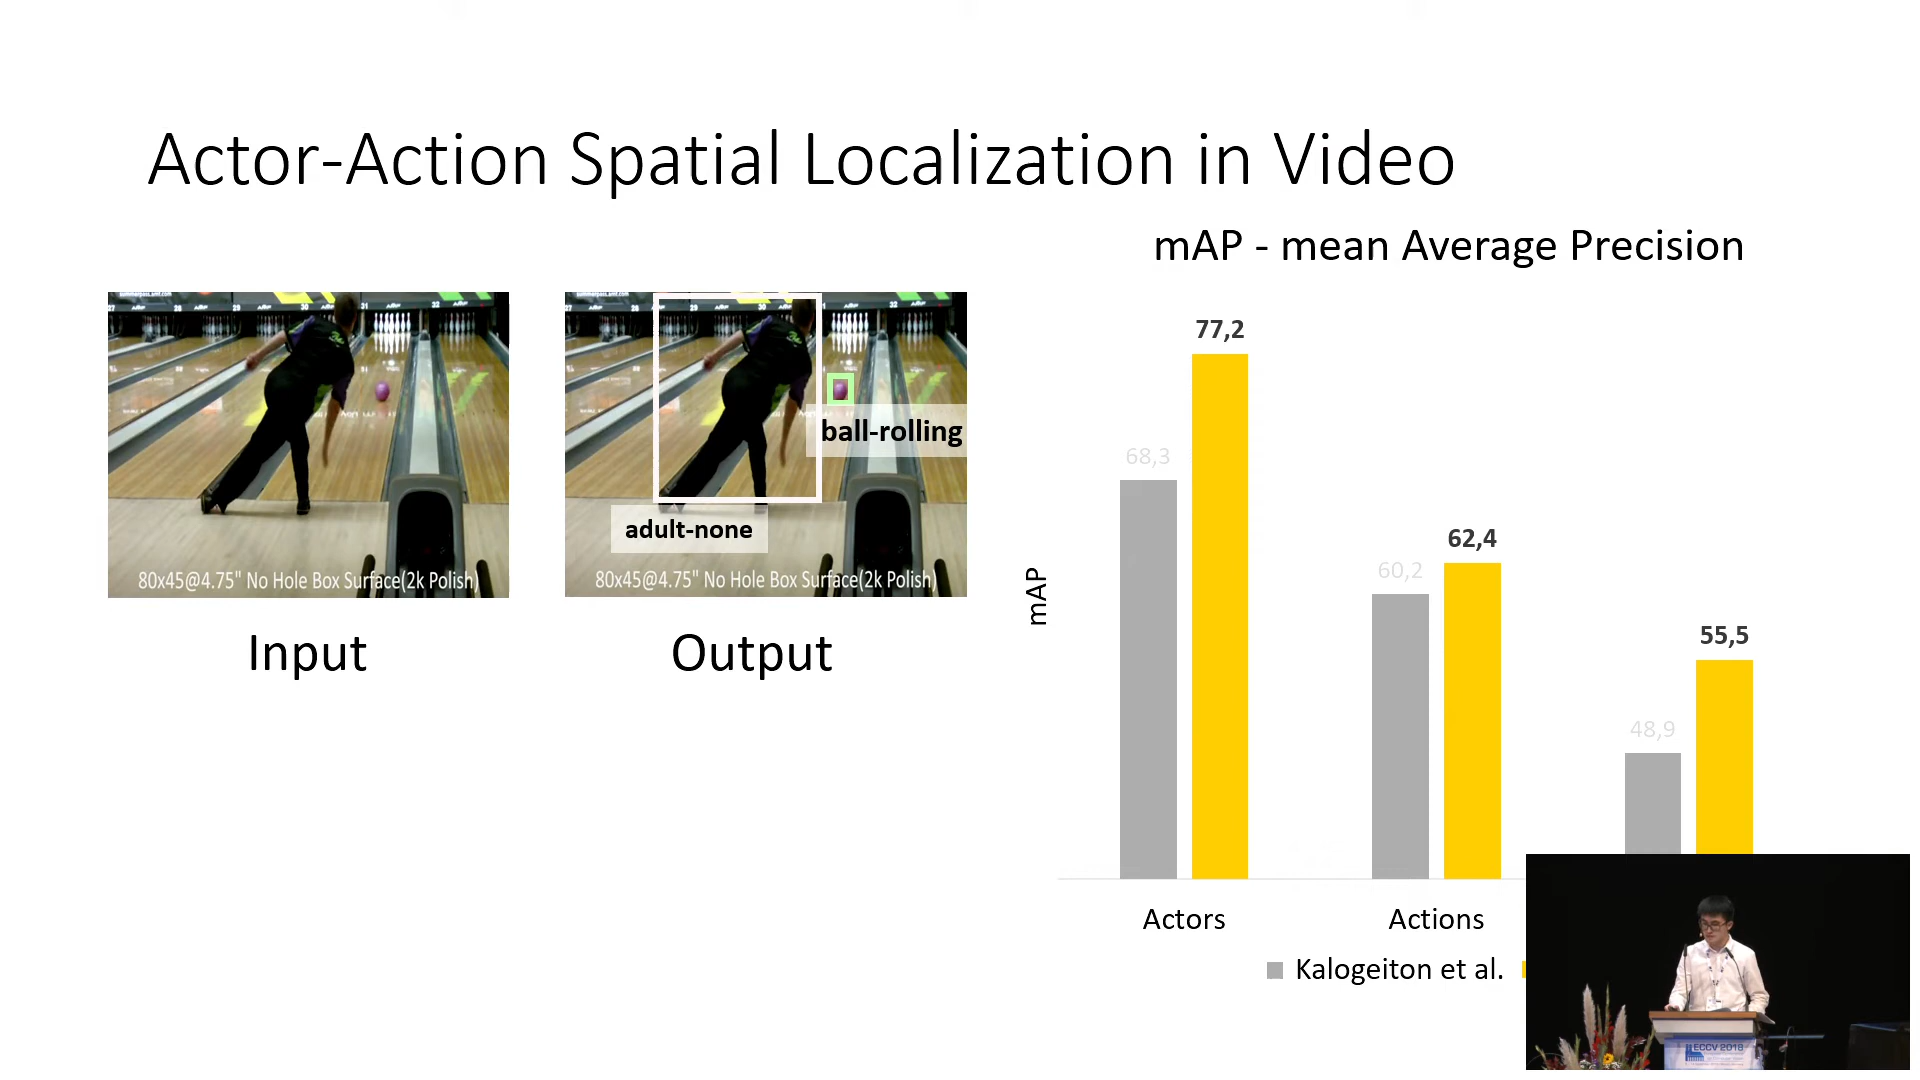 Actor-Action Spatial Localization in Video
mAP - mean Average Precision
80x45@4.75" No Hole Box Surface(2k Polish)
Input
ball-rolling
adult-none
80x45@4.75" No Hole Box Surface(2k Polish)
Output
mAP
68,3
77,2
60,2
62,4
48,9
55,5
Actors
Actions
Kalogeiton et al.
ECCV 2018